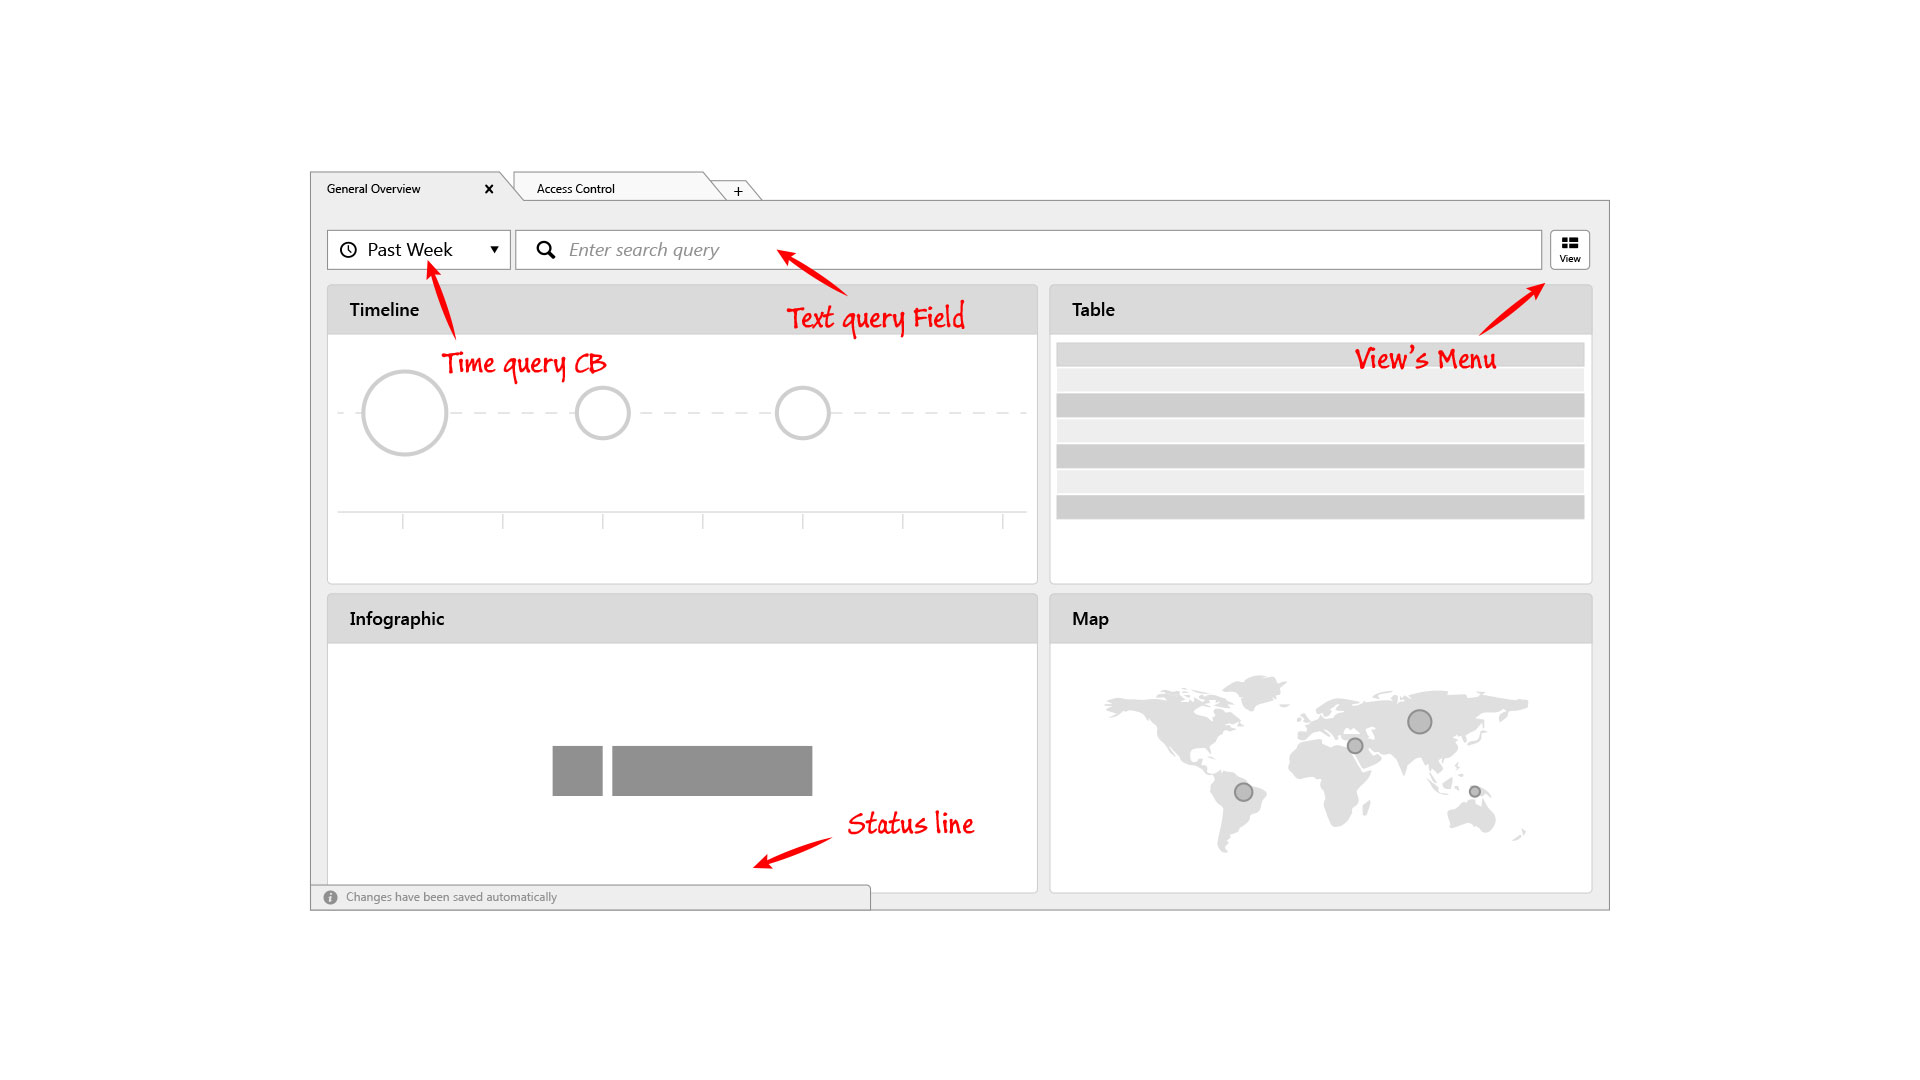 General Overview
Access Control
+
Past Week
Enter search query
View
Text query Field
Timeline
Table
Time query CB
View's Menu
Infographic
Map
Status line
Changes have been saved automatically